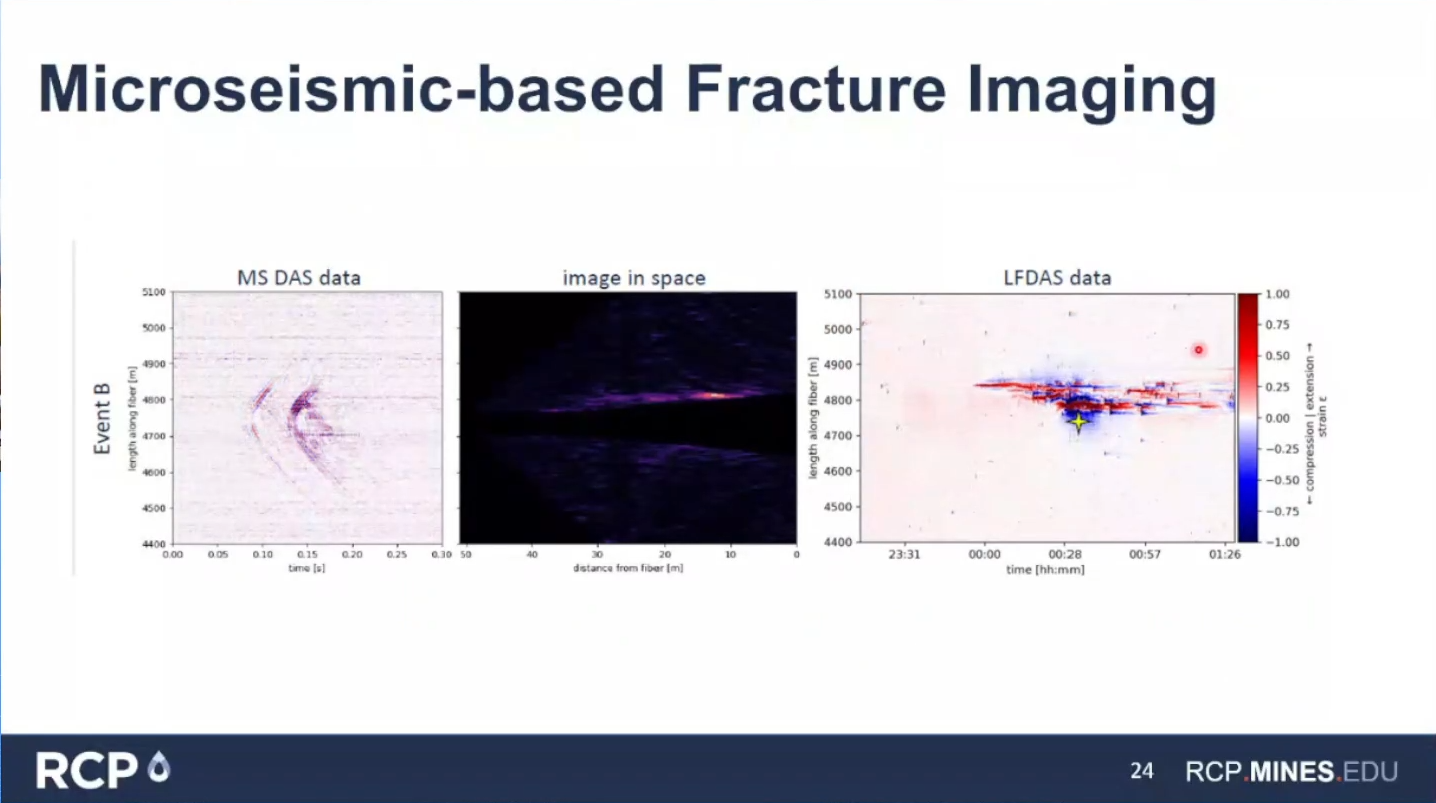 Microseismic-based Fracture Imaging
Event B
MS DAS data
length along fiber [m]
5100
5000
4900
4800
4700
4600
4500
4400
0.00 0.05 0.10 0.15 0.20 0.25 0.30
time [s]
image in space
50 40 30 20 10 0
distance from fiber [m]
LFDAS data
length along fiber [m]
5100
5000
4900
4800
4700
4600
4500
4400
23:31 00:00 00:28 00:57 01:26
time [hh:mm]
1.00
0.75
0.50
0.25
0.00
−0.25
−0.50
−0.75
−1.00
← compression | extension →
strain ε
RCP
24 RCP.MINES.EDU